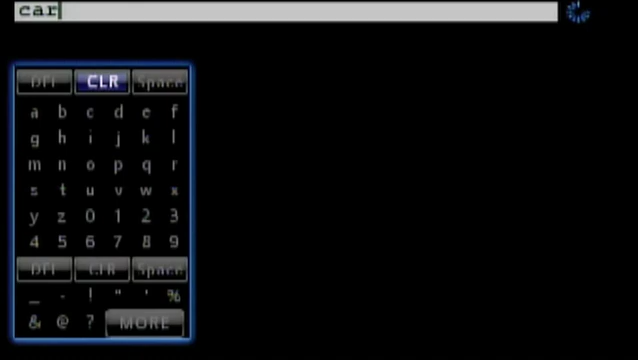 car
DEL CLR Space
a b c d e f
g h i j k l
m n o p q r
s t u v w x
y z 0 1 2 3
4 5 6 7 8 9
DEL CLR Space
_ - ! " ' %
& @ ? MORE